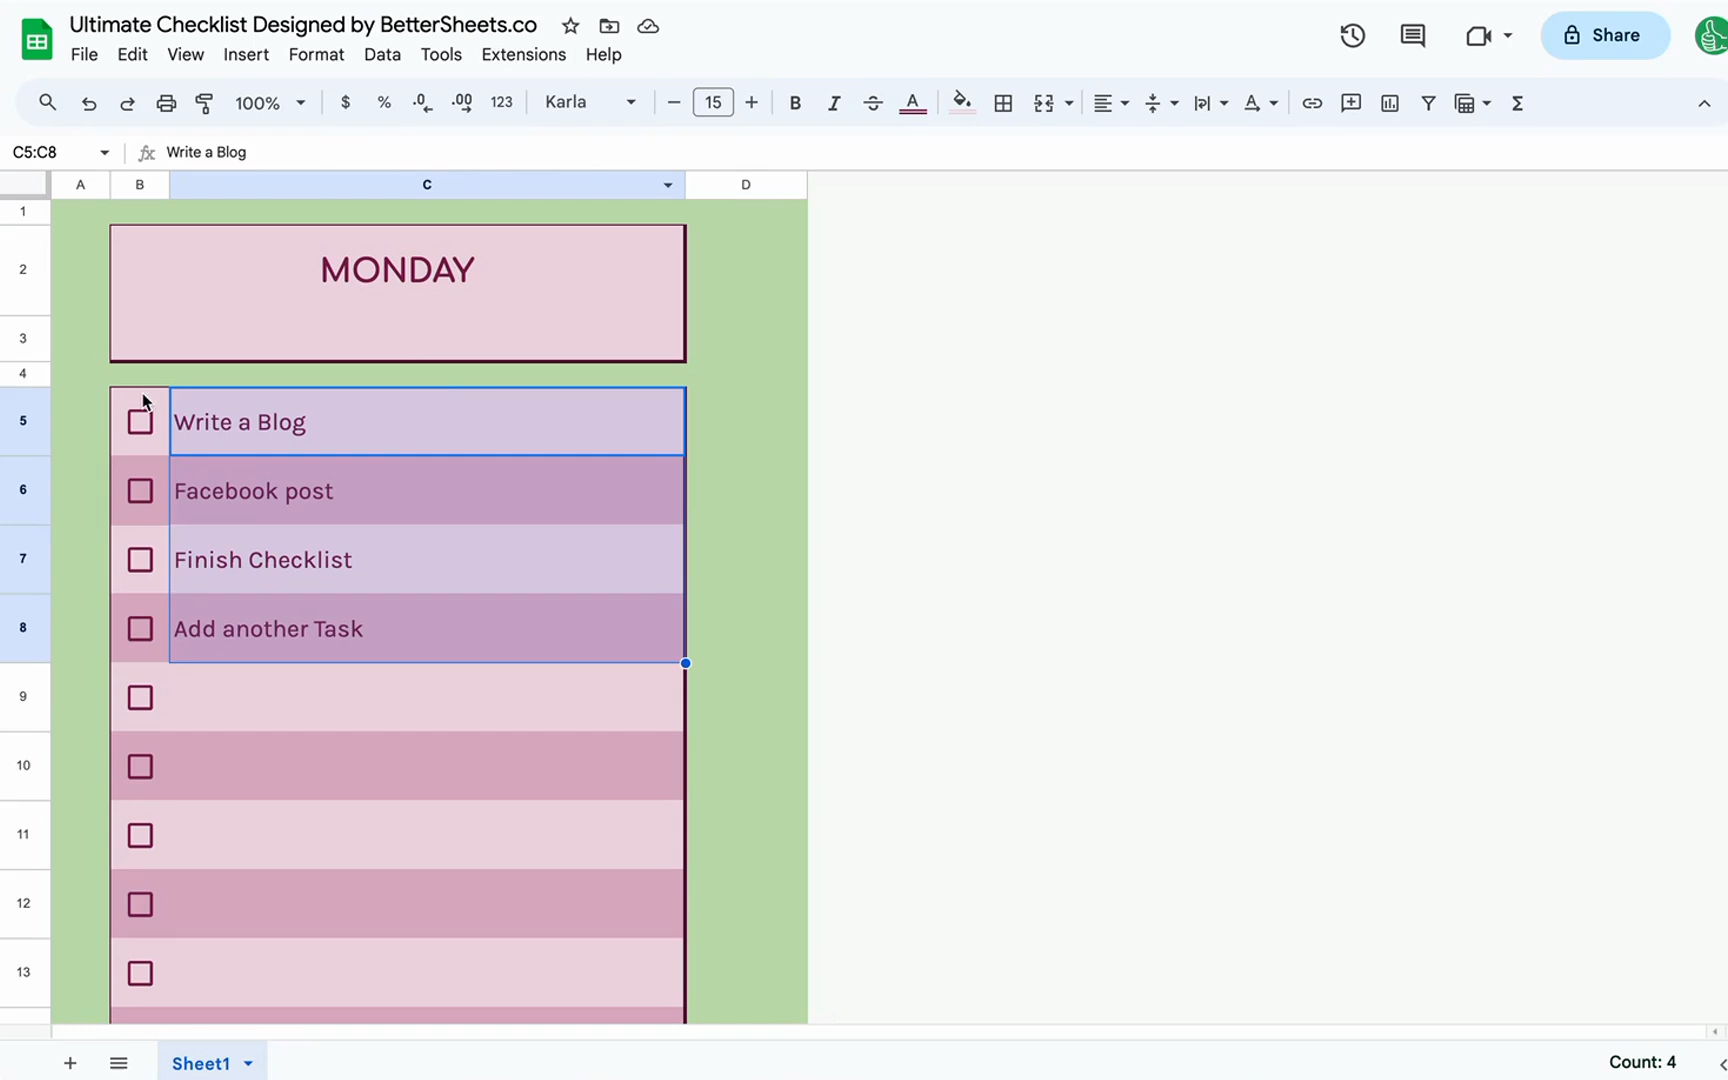 Ultimate Checklist Designed by BetterSheets.co
File Edit View Insert Format Data Tools Extensions Help
Share
100% $ % .0 .00 123 Karla 15 B I S A Σ
C5:C8 fx Write a Blog
A B C D
1
2 MONDAY
3
4
5 Write a Blog
6 Facebook post
7 Finish Checklist
8 Add another Task
9
10
11
12
13
Sheet1 Count: 4